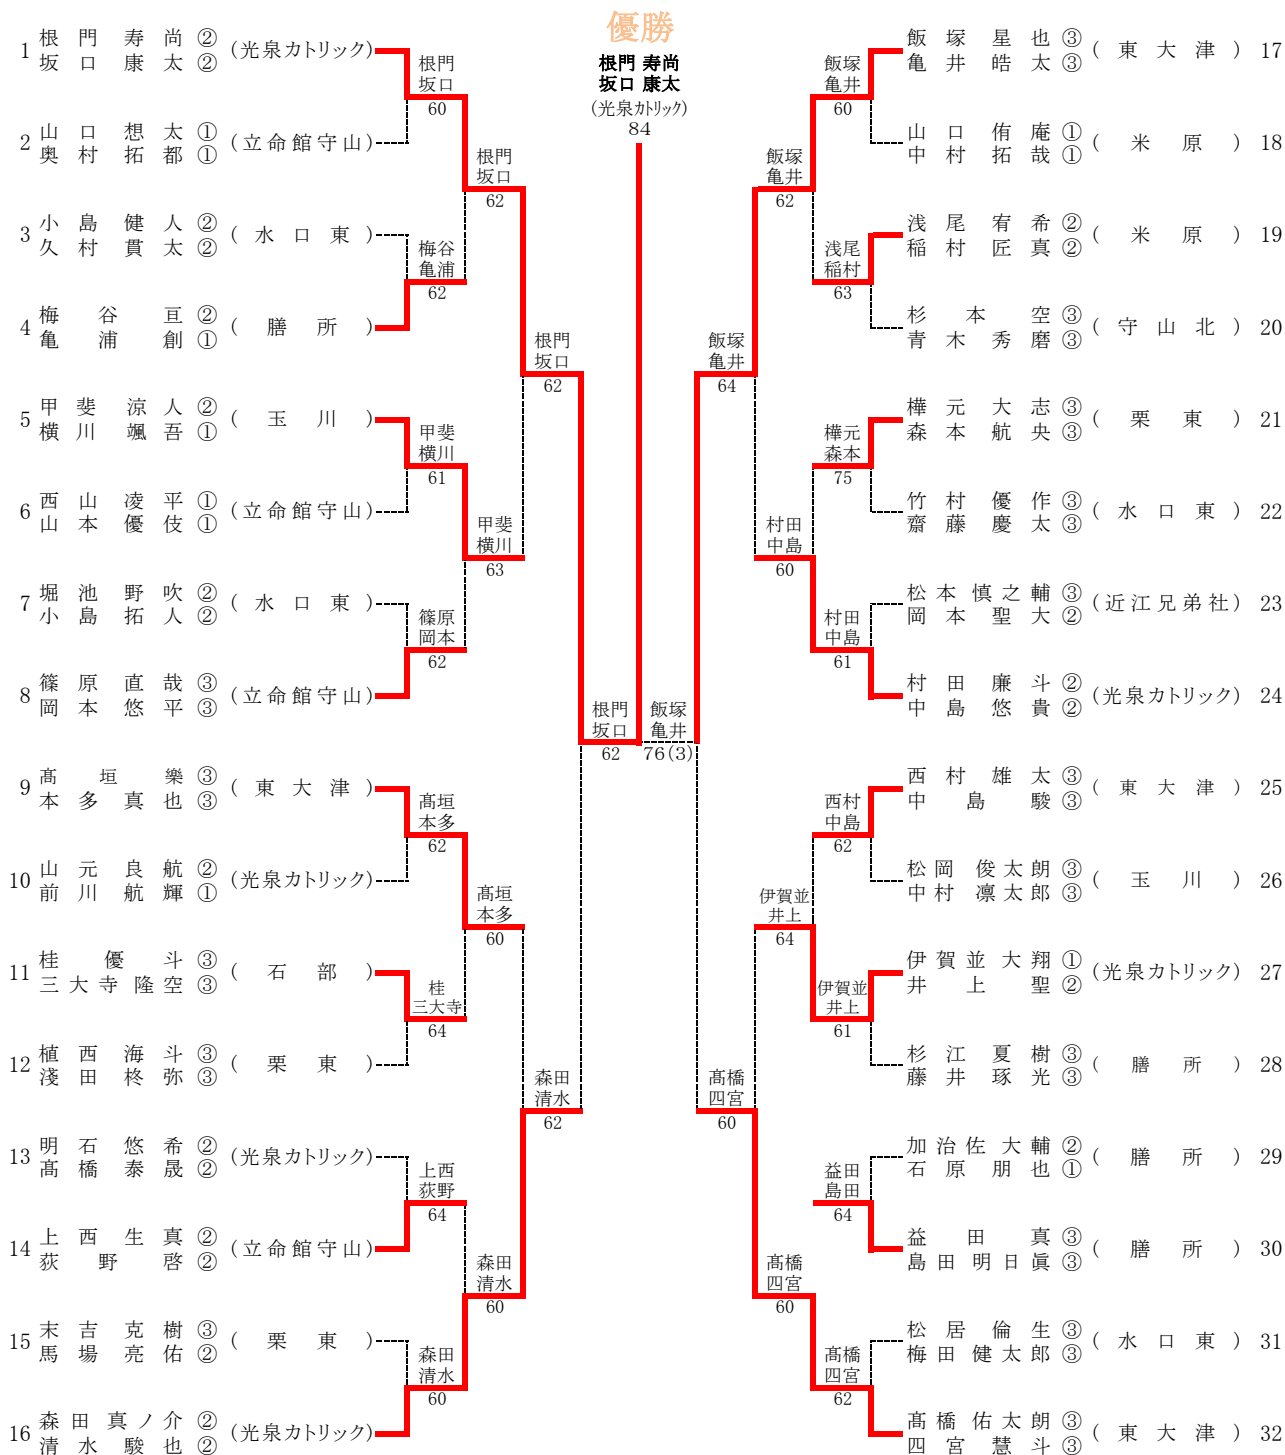 優勝
根門 寿尚
坂口 康太
(光泉カトリック)
84
1 根門寿尚② (光泉カトリック)
坂口康太②
2 山口想太① (立命館守山)
奥村拓都①
3 小島健人② (水口東)
久村貫太②
4 梅谷亘② (膳所)
亀浦創①
5 甲斐涼人② (玉川)
横川颯吾①
6 西山凌平① (立命館守山)
山本優伎①
7 堀池野吹② (水口東)
小島拓人②
8 篠原直哉③ (立命館守山)
岡本悠平③
9 髙垣樂③ (東大津)
本多真也③
10 山元良航② (光泉カトリック)
前川航輝①
11 桂優斗③ (石部)
三大寺隆空③
12 植西海斗③ (栗東)
淺田柊弥③
13 明石悠希② (光泉カトリック)
髙橋泰晟②
14 上西生真② (立命館守山)
荻野啓②
15 末吉克樹③ (栗東)
馬場亮佑②
16 森田真ノ介② (光泉カトリック)
清水駿也②
根門
坂口
60
梅谷
亀浦
62
甲斐
横川
61
篠原
岡本
62
髙垣
本多
62
桂
三大寺
64
上西
荻野
64
森田
清水
60
根門
坂口
62
甲斐
横川
63
髙垣
本多
60
森田
清水
60
根門
坂口
62
森田
清水
62
根門
坂口
62
飯塚
亀井
76(3)
飯塚
亀井
64
髙橋
四宮
60
飯塚
亀井
62
村田
中島
60
伊賀並
井上
64
髙橋
四宮
60
飯塚
亀井
60
浅尾
稲村
63
樺元
森本
75
村田
中島
61
西村
中島
62
伊賀並
井上
61
益田
島田
64
髙橋
四宮
62
飯塚星也③ (東大津) 17
亀井皓太③
山口侑庵① (米原) 18
中村拓哉①
浅尾宥希② (米原) 19
稲村匠真②
杉本空③ (守山北) 20
青木秀磨③
樺元大志③ (栗東) 21
森本航央③
竹村優作③ (水口東) 22
齋藤慶太③
松本慎之輔③ (近江兄弟社) 23
岡本聖大②
村田廉斗② (光泉カトリック) 24
中島悠貴②
西村雄太③ (東大津) 25
中島駿③
松岡俊太朗③ (玉川) 26
中村凛太郎③
伊賀並大翔① (光泉カトリック) 27
井上聖②
杉江夏樹③ (膳所) 28
藤井琢光③
加治佐大輔② (膳所) 29
石原朋也①
益田真③ (膳所) 30
島田明日眞③
松居倫生③ (水口東) 31
梅田健太郎③
髙橋佑太朗③ (東大津) 32
四宮慧斗③